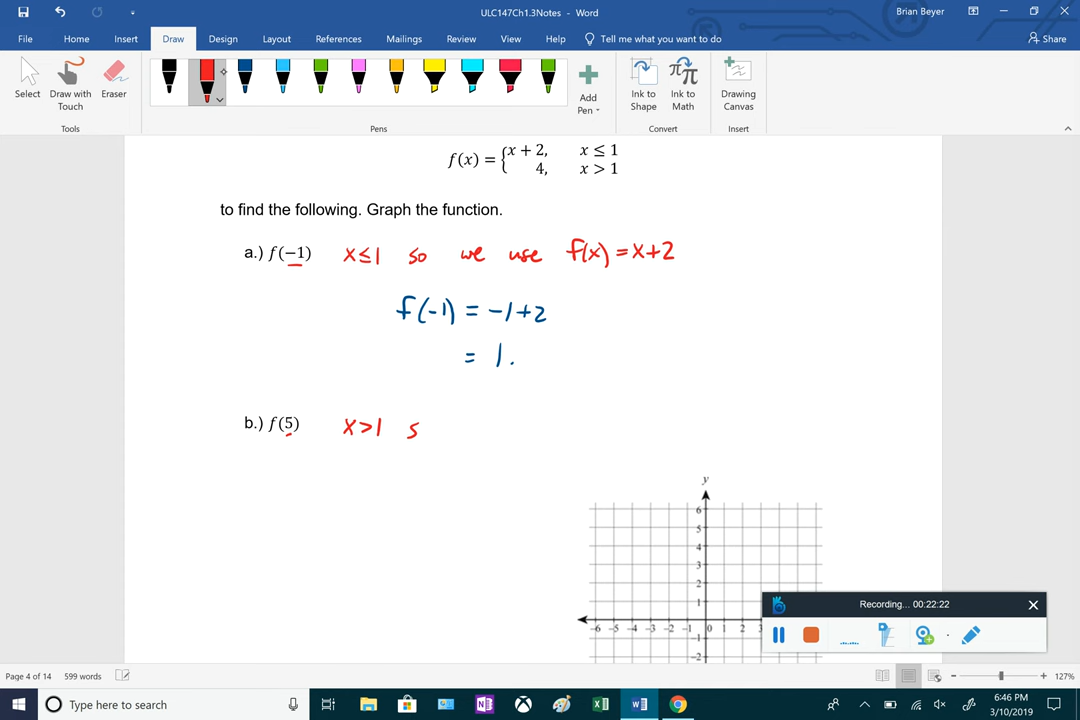 ULC147Ch1.3Notes - Word
Brian Beyer
File Home Insert Draw Design Layout References Mailings Review View Help Tell me what you want to do Share
Select Draw with Touch Eraser Add Pen Ink to Shape Ink to Math Drawing Canvas
Tools Pens Convert Insert
f(x) = { x + 2, x ≤ 1
4, x > 1
to find the following. Graph the function.
a.) f(−1) x ≤ 1 so we use f(x) = x+2
f(-1) = -1+2
= 1.
b.) f(5) x > 1 s
y
6
5
4
3
2
1
-6 -5 -4 -3 -2 -1 0 1 2 3
-1
-2
Recording... 00:22:22
Page 4 of 14 599 words 127%
Type here to search
6:46 PM
3/10/2019